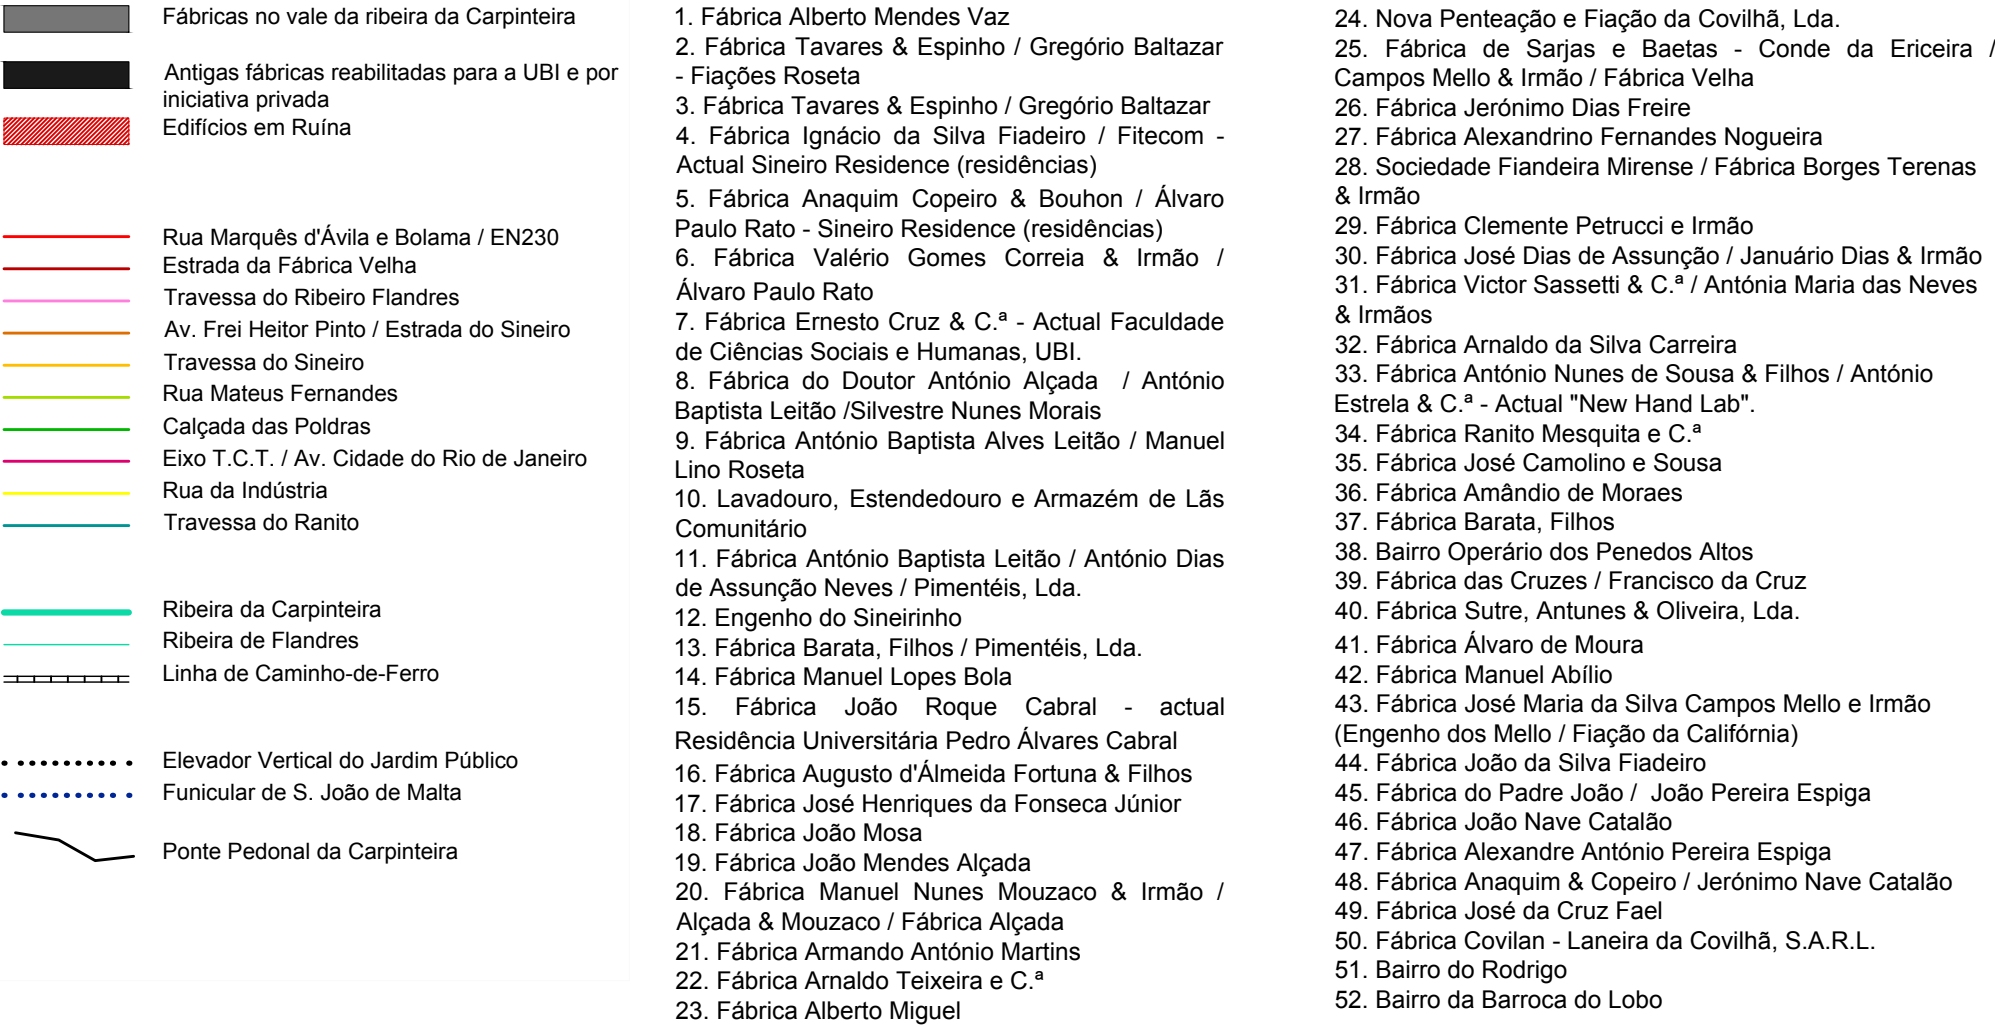 Fábricas no vale da ribeira da Carpinteira
Antigas fábricas reabilitadas para a UBI e por
iniciativa privada
Edifícios em Ruína
Rua Marquês d'Ávila e Bolama / EN230
Estrada da Fábrica Velha
Travessa do Ribeiro Flandres
Av. Frei Heitor Pinto / Estrada do Sineiro
Travessa do Sineiro
Rua Mateus Fernandes
Calçada das Poldras
Eixo T.C.T. / Av. Cidade do Rio de Janeiro
Rua da Indústria
Travessa do Ranito
Ribeira da Carpinteira
Ribeira de Flandres
Linha de Caminho-de-Ferro
Elevador Vertical do Jardim Público
Funicular de S. João de Malta
Ponte Pedonal da Carpinteira
1. Fábrica Alberto Mendes Vaz
2. Fábrica Tavares & Espinho / Gregório Baltazar
- Fiações Roseta
3. Fábrica Tavares & Espinho / Gregório Baltazar
4. Fábrica Ignácio da Silva Fiadeiro / Fitecom -
Actual Sineiro Residence (residências)
5. Fábrica Anaquim Copeiro & Bouhon / Álvaro
Paulo Rato - Sineiro Residence (residências)
6. Fábrica Valério Gomes Correia & Irmão /
Álvaro Paulo Rato
7. Fábrica Ernesto Cruz & C.ª - Actual Faculdade
de Ciências Sociais e Humanas, UBI.
8. Fábrica do Doutor António Alçada / António
Baptista Leitão /Silvestre Nunes Morais
9. Fábrica António Baptista Alves Leitão / Manuel
Lino Roseta
10. Lavadouro, Estendedouro e Armazém de Lãs
Comunitário
11. Fábrica António Baptista Leitão / António Dias
de Assunção Neves / Pimentéis, Lda.
12. Engenho do Sineirinho
13. Fábrica Barata, Filhos / Pimentéis, Lda.
14. Fábrica Manuel Lopes Bola
15. Fábrica João Roque Cabral - actual
Residência Universitária Pedro Álvares Cabral
16. Fábrica Augusto d'Álmeida Fortuna & Filhos
17. Fábrica José Henriques da Fonseca Júnior
18. Fábrica João Mosa
19. Fábrica João Mendes Alçada
20. Fábrica Manuel Nunes Mouzaco & Irmão /
Alçada & Mouzaco / Fábrica Alçada
21. Fábrica Armando António Martins
22. Fábrica Arnaldo Teixeira e C.ª
23. Fábrica Alberto Miguel
24. Nova Penteação e Fiação da Covilhã, Lda.
25. Fábrica de Sarjas e Baetas - Conde da Ericeira /
Campos Mello & Irmão / Fábrica Velha
26. Fábrica Jerónimo Dias Freire
27. Fábrica Alexandrino Fernandes Nogueira
28. Sociedade Fiandeira Mirense / Fábrica Borges Terenas
& Irmão
29. Fábrica Clemente Petrucci e Irmão
30. Fábrica José Dias de Assunção / Januário Dias & Irmão
31. Fábrica Victor Sassetti & C.ª / Antónia Maria das Neves
& Irmãos
32. Fábrica Arnaldo da Silva Carreira
33. Fábrica António Nunes de Sousa & Filhos / António
Estrela & C.ª - Actual "New Hand Lab".
34. Fábrica Ranito Mesquita e C.ª
35. Fábrica José Camolino e Sousa
36. Fábrica Amândio de Moraes
37. Fábrica Barata, Filhos
38. Bairro Operário dos Penedos Altos
39. Fábrica das Cruzes / Francisco da Cruz
40. Fábrica Sutre, Antunes & Oliveira, Lda.
41. Fábrica Álvaro de Moura
42. Fábrica Manuel Abílio
43. Fábrica José Maria da Silva Campos Mello e Irmão
(Engenho dos Mello / Fiação da Califórnia)
44. Fábrica João da Silva Fiadeiro
45. Fábrica do Padre João / João Pereira Espiga
46. Fábrica João Nave Catalão
47. Fábrica Alexandre António Pereira Espiga
48. Fábrica Anaquim & Copeiro / Jerónimo Nave Catalão
49. Fábrica José da Cruz Fael
50. Fábrica Covilan - Laneira da Covilhã, S.A.R.L.
51. Bairro do Rodrigo
52. Bairro da Barroca do Lobo